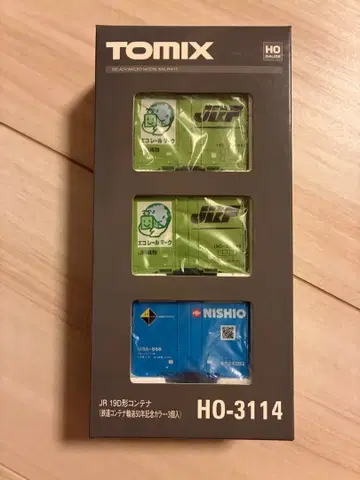 TOMIX
HO
GAUGE
JRF
エコレールマーク
JRF
エコレールマーク
NISHIO
JR 19D形コンテナ
(鉄道コンテナ輸送50年記念カラー・3個入)
HO-3114